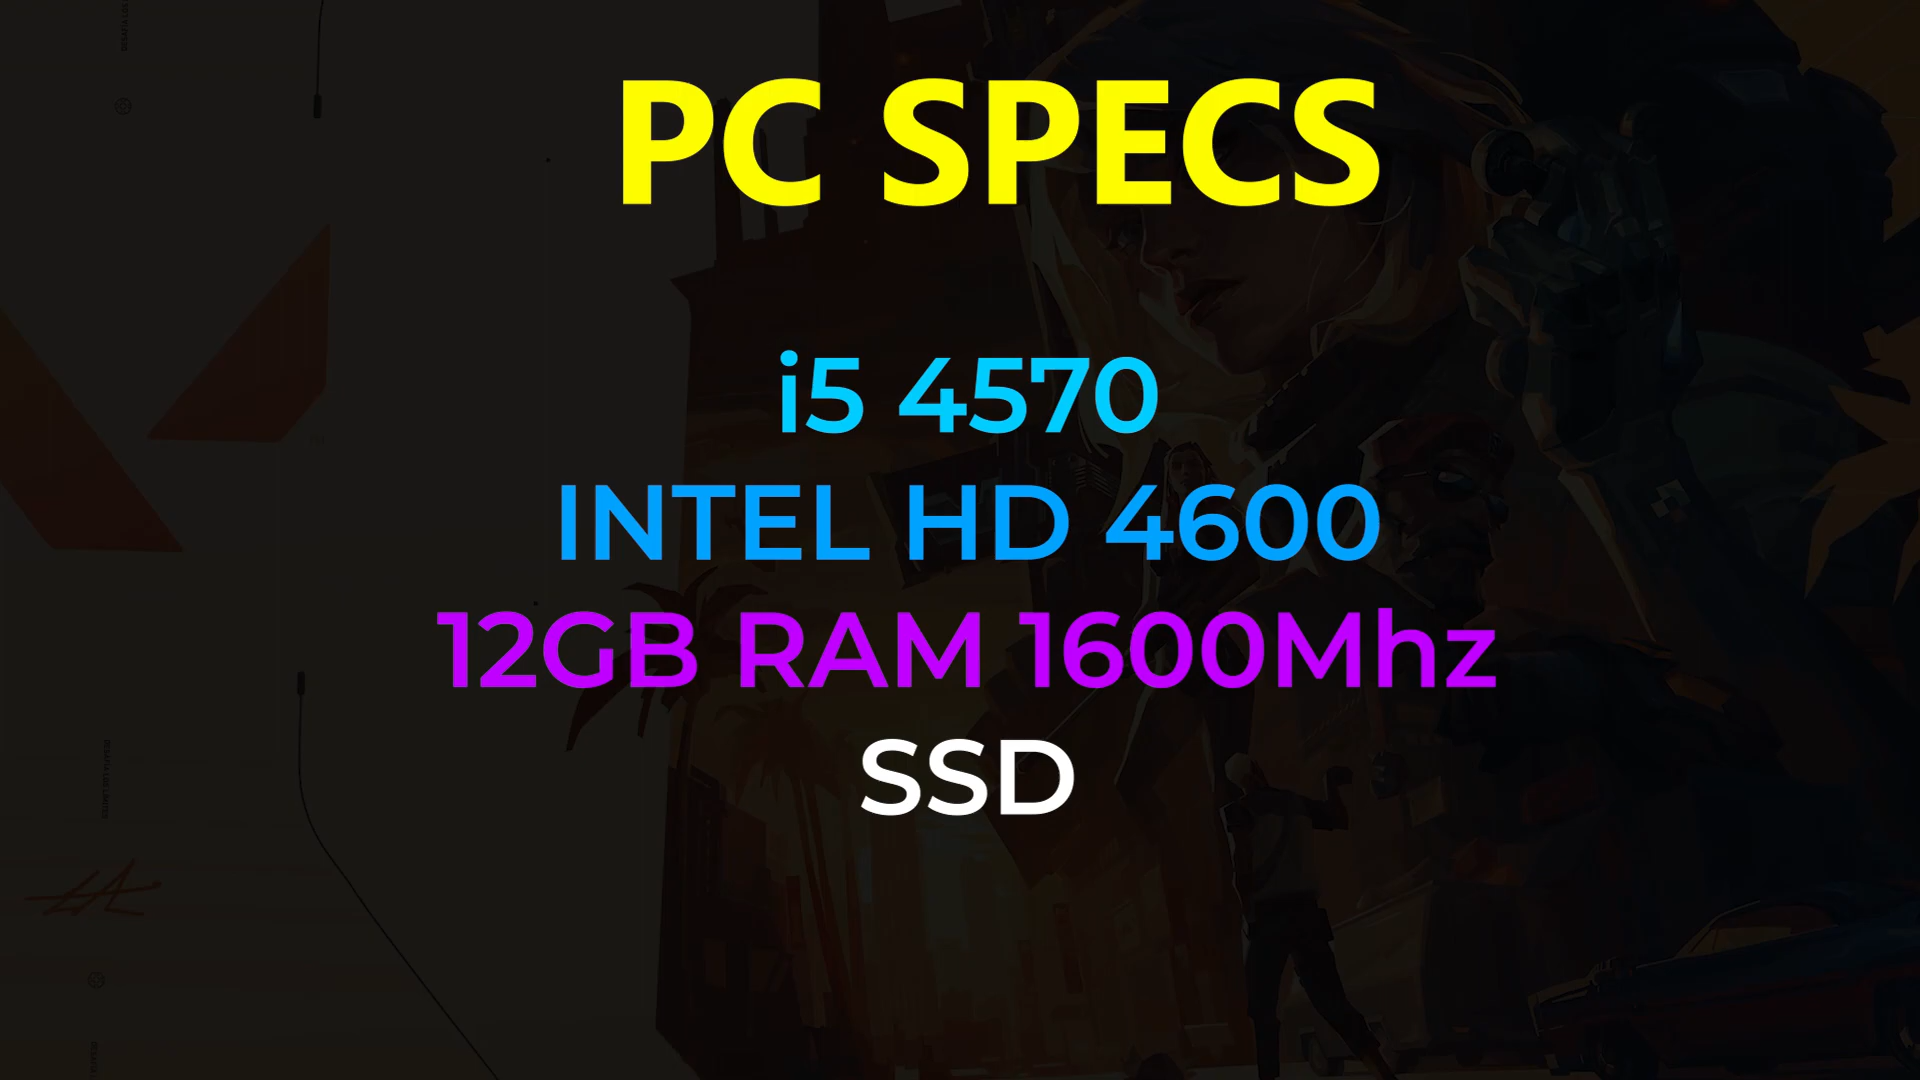 PC SPECS
i5 4570
INTEL HD 4600
12GB RAM 1600Mhz
SSD